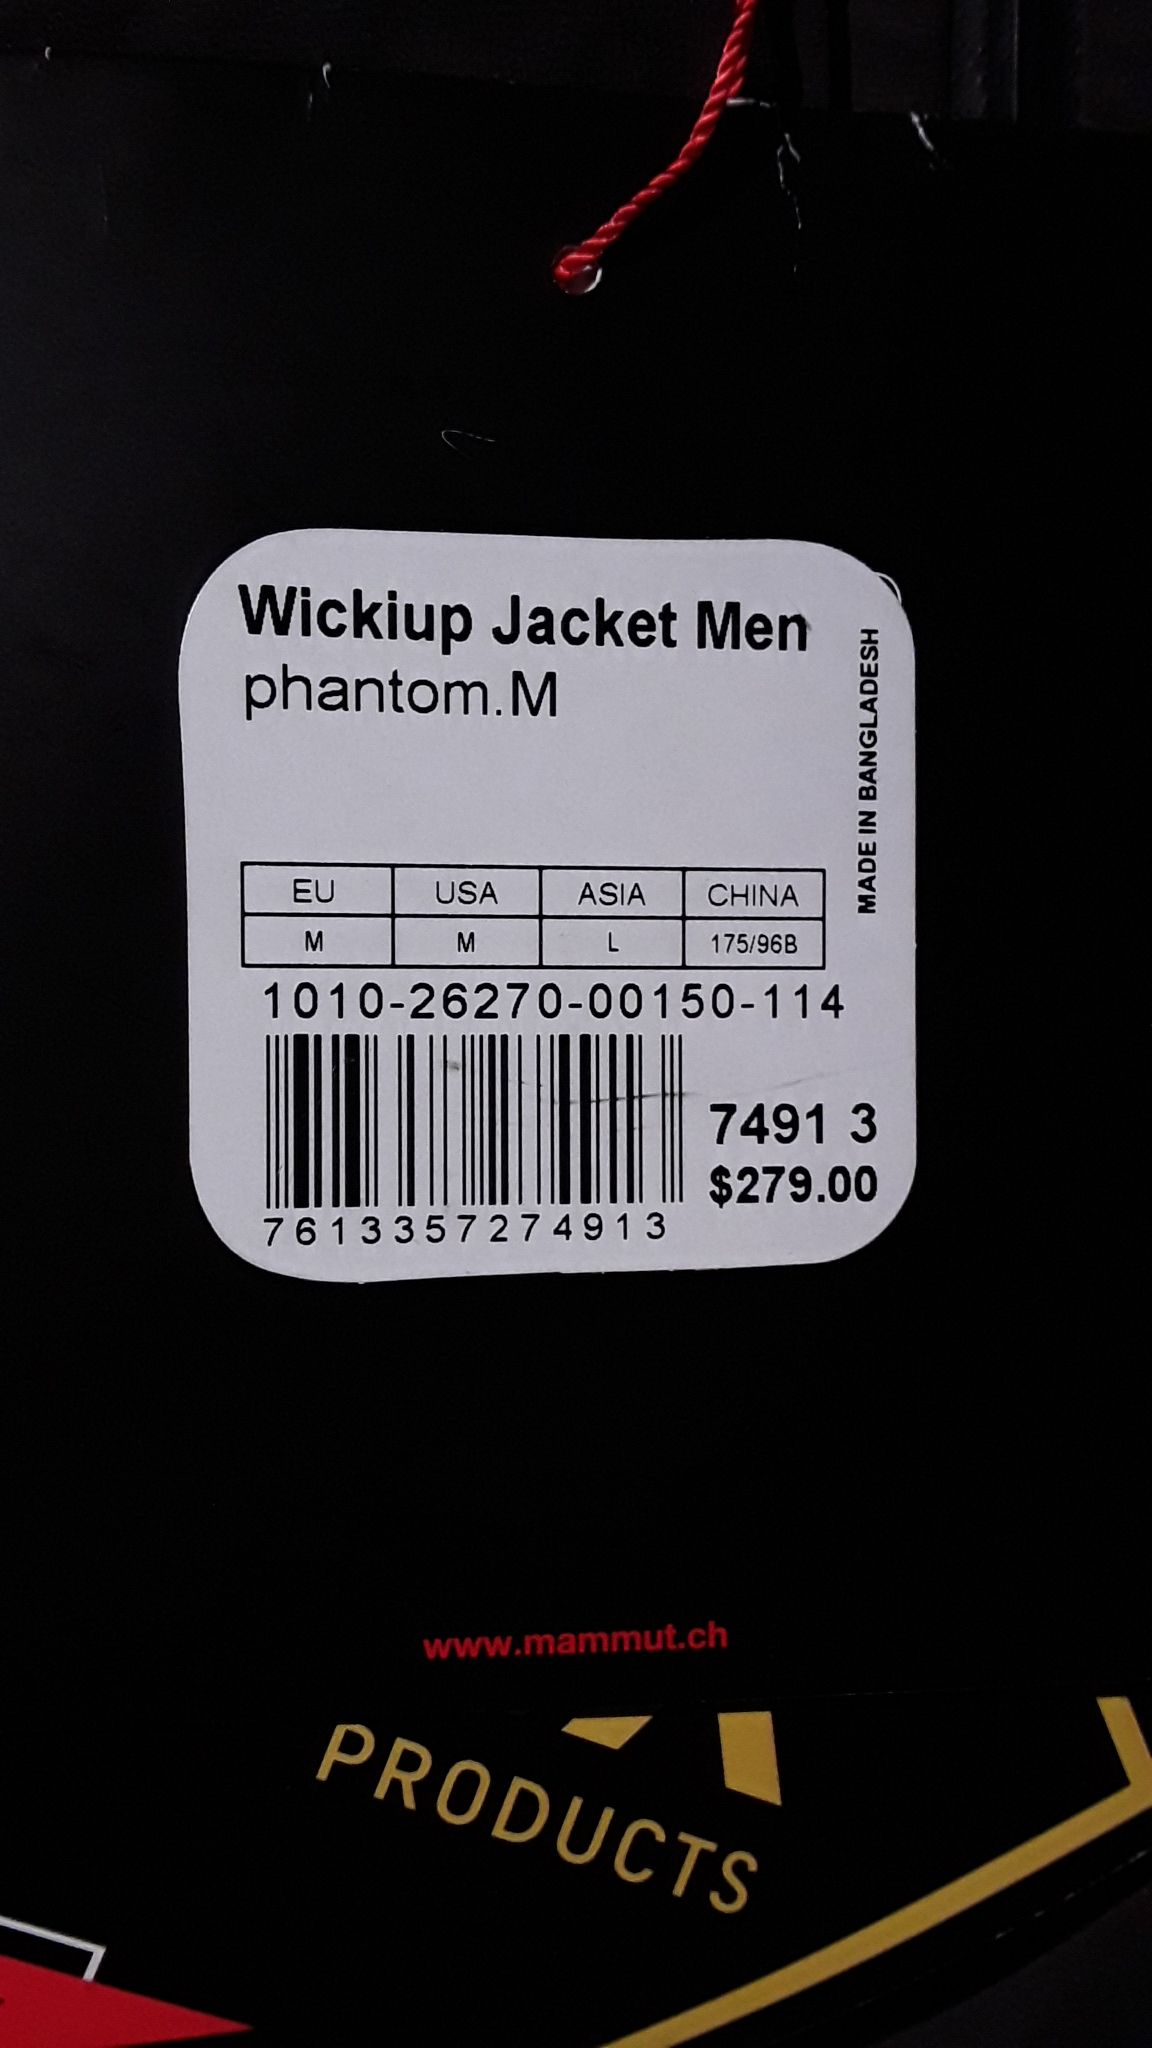 Wickiup Jacket Men
phantom.M
MADE IN BANGLADESH
EU USA ASIA CHINA
M M L 175/96B
1010-26270-00150-114
7491 3
$279.00
7613357274913
www.mammut.ch
PRODUCTS